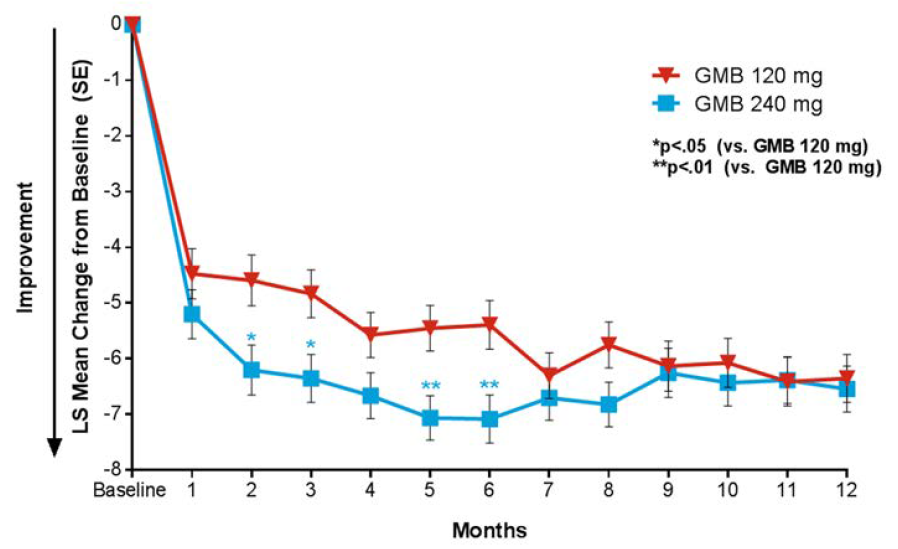 0
-1
-2
-3
-4
-5
-6
-7
-8
Improvement
LS Mean Change from Baseline (SE)
GMB 120 mg
GMB 240 mg
*p<.05 (vs. GMB 120 mg)
**p<.01 (vs. GMB 120 mg)
*
*
**
**
Baseline 1 2 3 4 5 6 7 8 9 10 11 12
Months